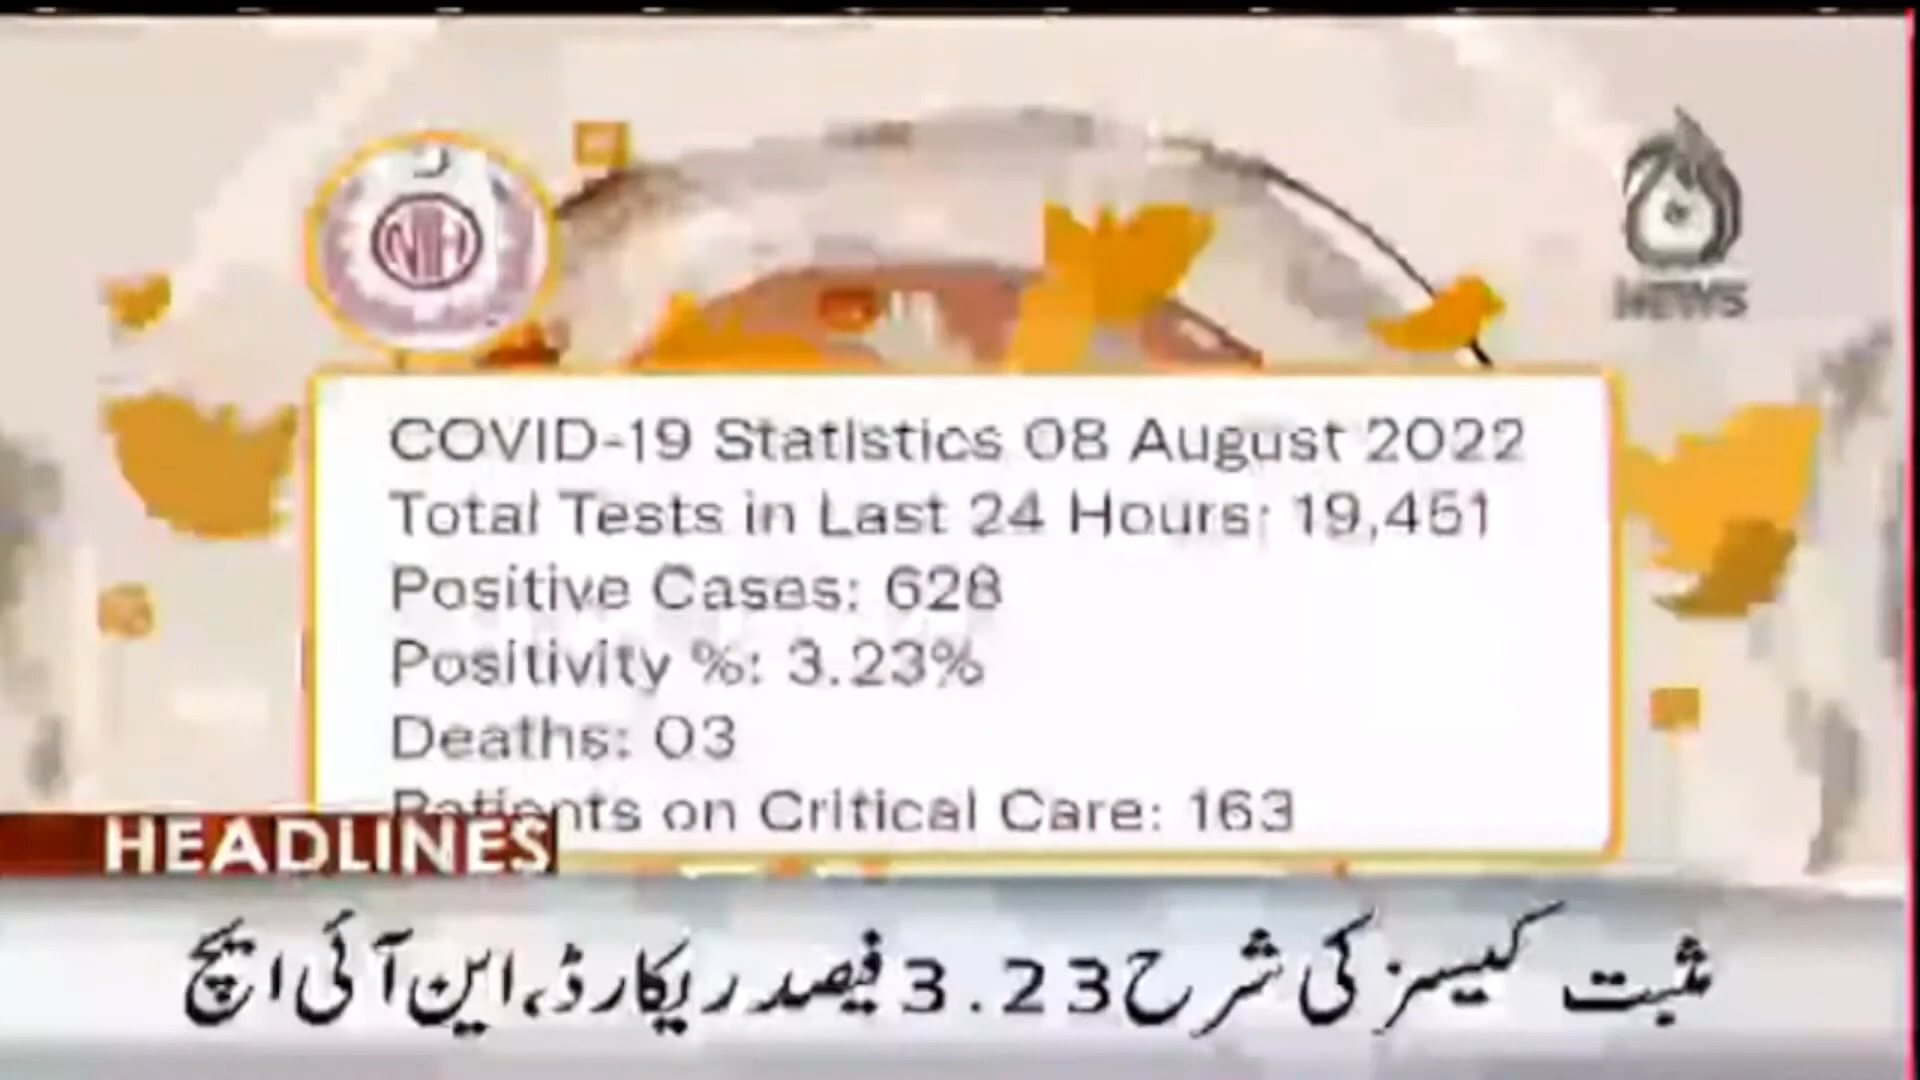 NIH
NEWS
COVID-19 Statistics 08 August 2022
Total Tests in Last 24 Hours: 19,451
Positive Cases: 628
Positivity %: 3.23%
Deaths: 03
Patients on Critical Care: 163
HEADLINES
مثبت کیسز کی شرح 3.23 فیصد ریکارڈ، این آئی ایچ